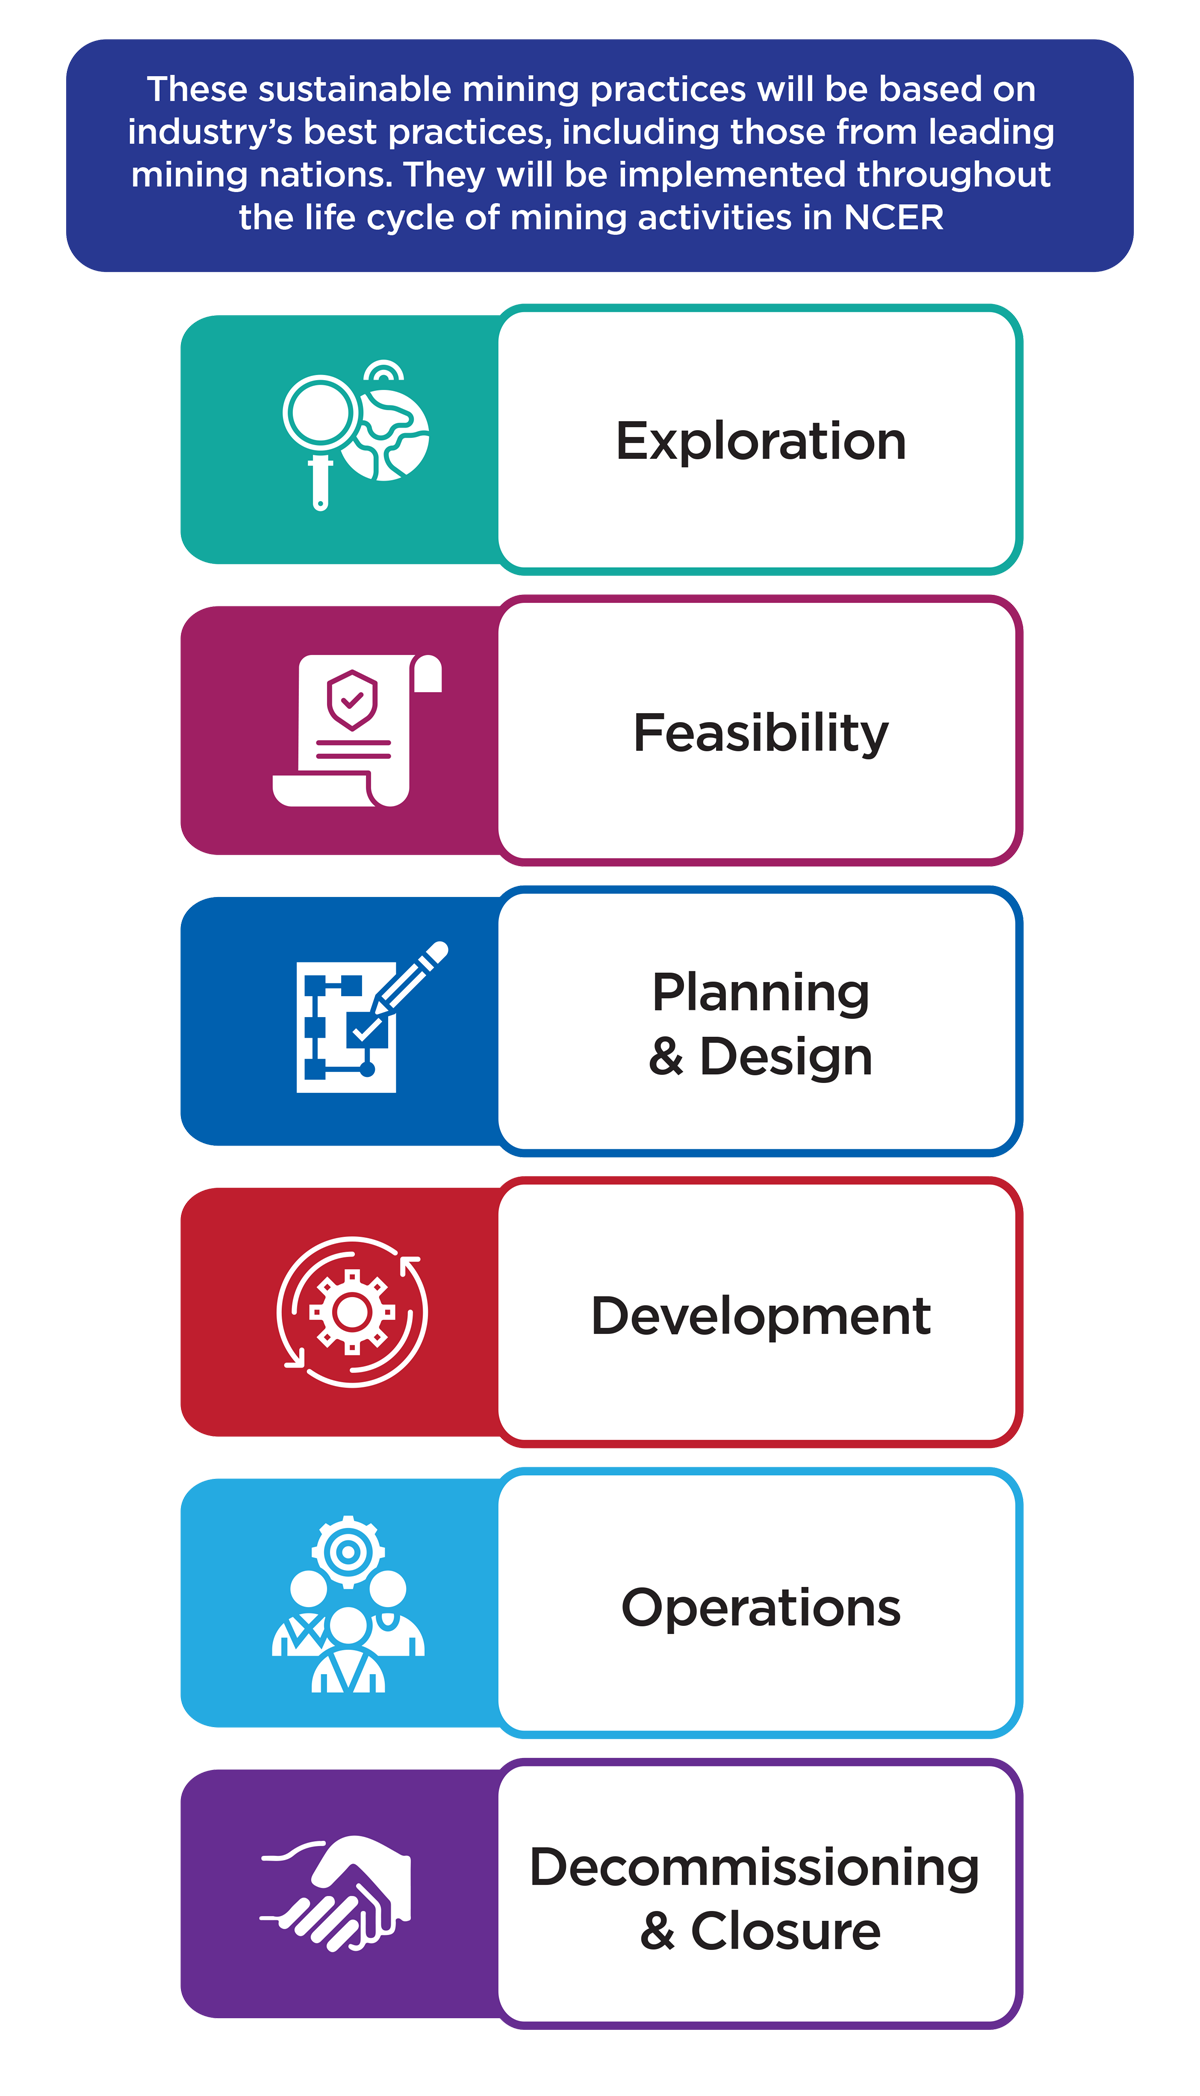 These sustainable mining practices will be based on
industry’s best practices, including those from leading
mining nations. They will be implemented throughout
the life cycle of mining activities in NCER
Exploration
Feasibility
Planning
& Design
Development
Operations
Decommissioning
& Closure